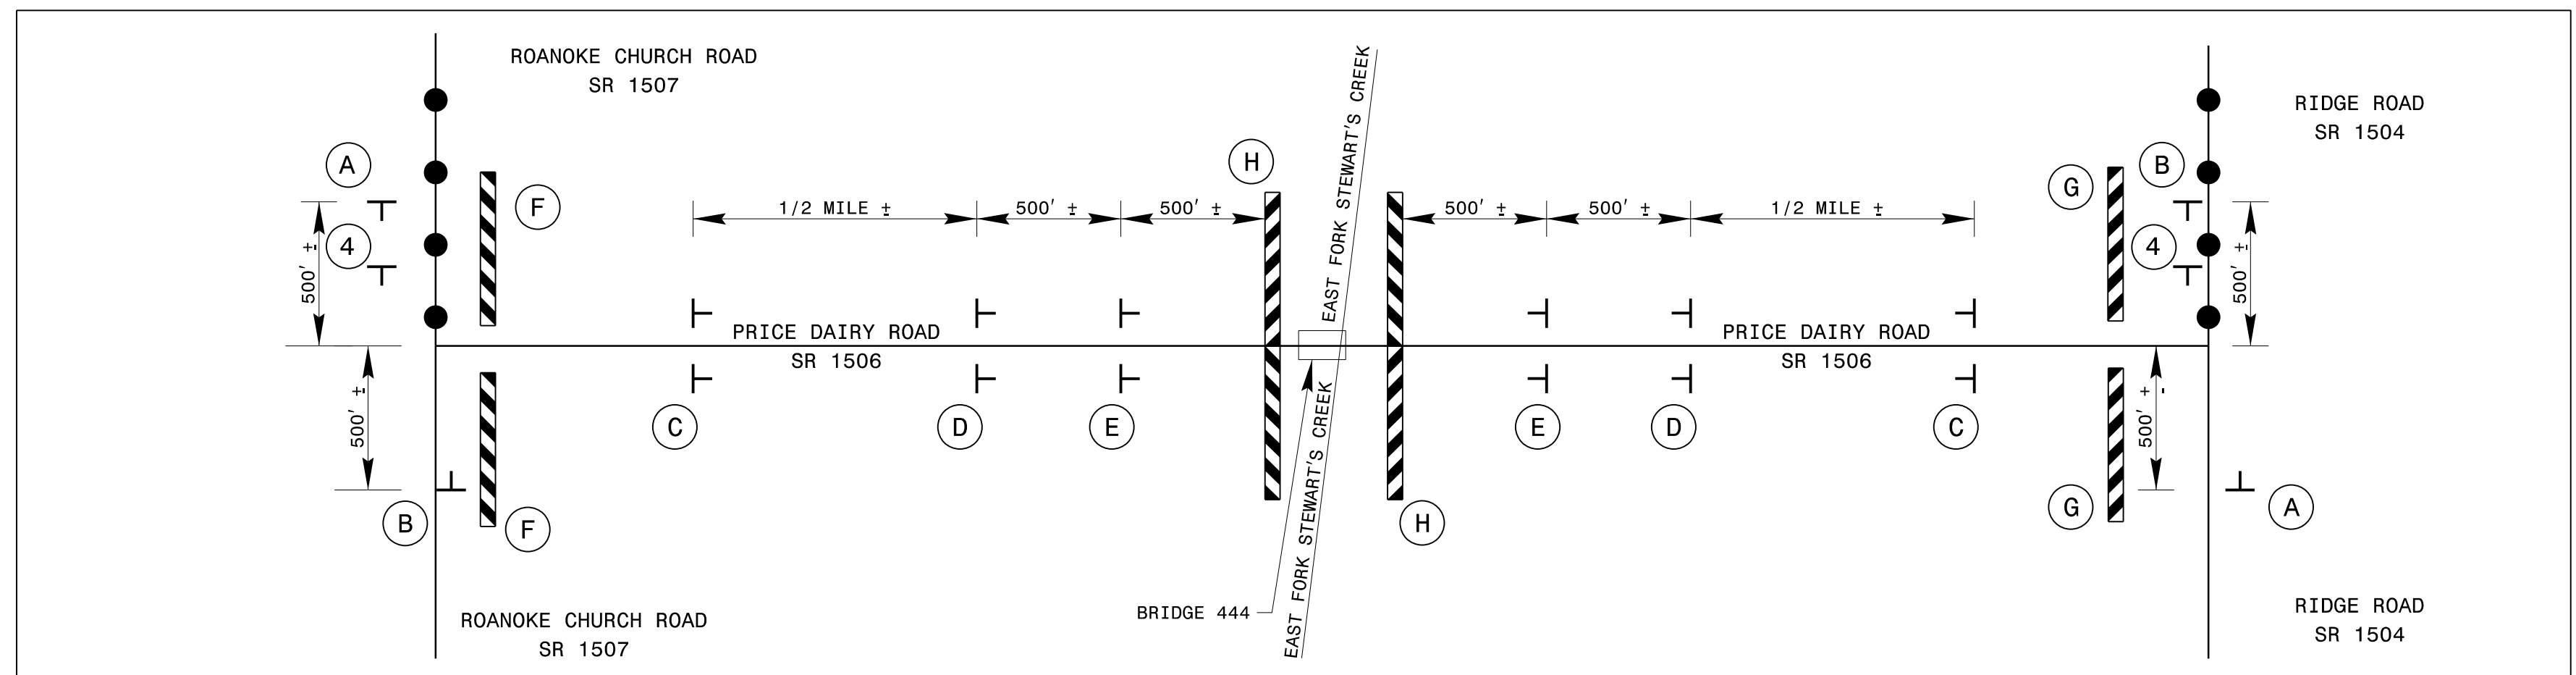 ROANOKE CHURCH ROAD
SR 1507
RIDGE ROAD
SR 1504
A
4
500' ±
F
H
EAST FORK STEWART'S CREEK
G
B
4
500' ±
1/2 MILE ±
500' ±
500' ±
500' ±
500' ±
1/2 MILE ±
PRICE DAIRY ROAD
SR 1506
PRICE DAIRY ROAD
SR 1506
500' ±
B
F
C
D
E
EAST FORK STEWART'S CREEK
H
E
D
C
500' ±
G
A
BRIDGE 444
ROANOKE CHURCH ROAD
SR 1507
RIDGE ROAD
SR 1504